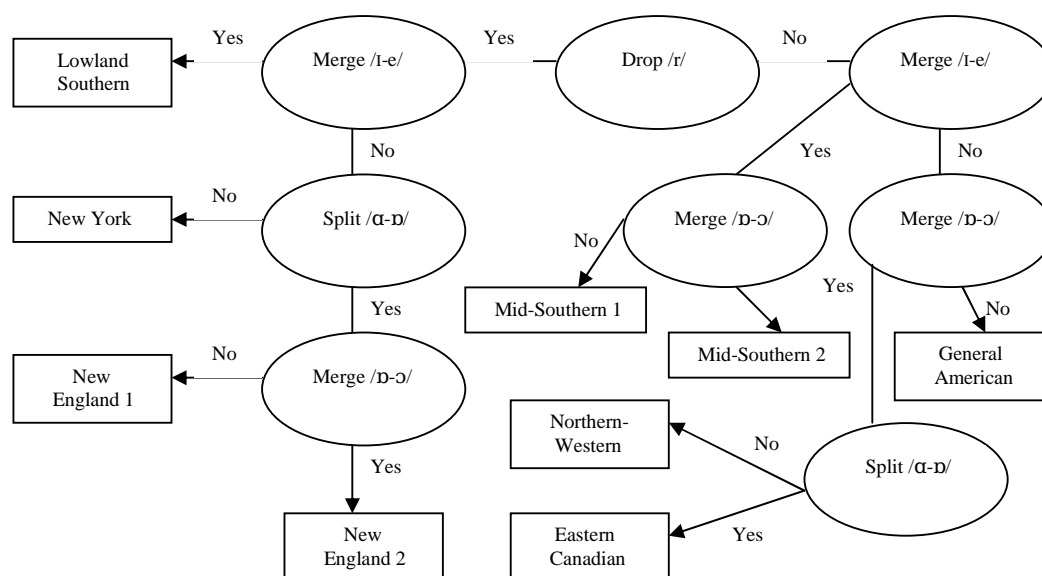 Yes
Yes
No
Lowland
Southern
Merge /ɪ-e/
Drop /r/
Merge /ɪ-e/
No
Yes
No
No
New York
Split /ɑ-ɒ/
Merge /ɒ-ɔ/
Merge /ɒ-ɔ/
No
Yes
Yes
No
Mid-Southern 1
Mid-Southern 2
General
American
No
New
England 1
Merge /ɒ-ɔ/
Northern-
Western
No
Yes
Split /ɑ-ɒ/
New
England 2
Eastern
Canadian
Yes